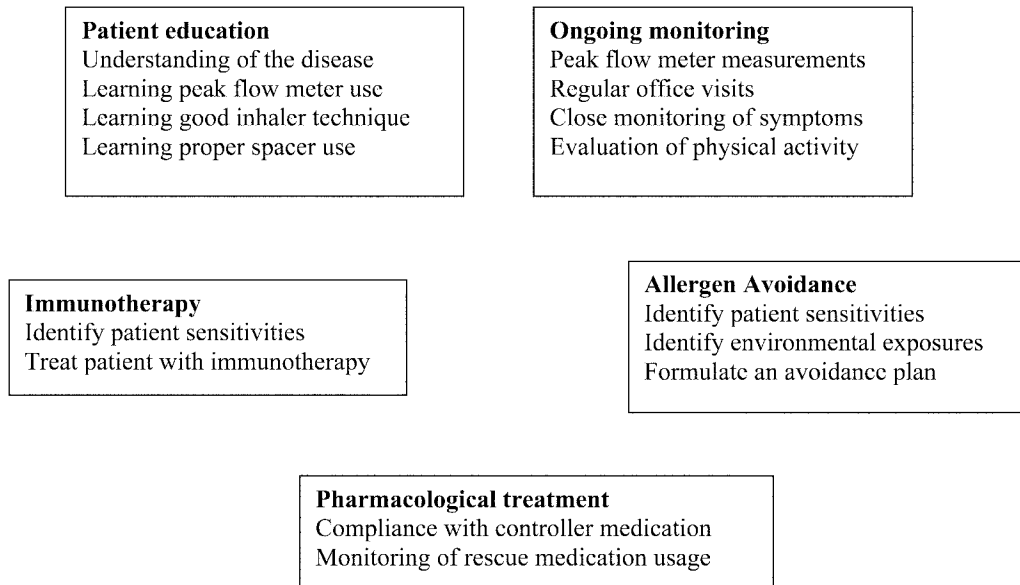 Patient education
Understanding of the disease
Learning peak flow meter use
Learning good inhaler technique
Learning proper spacer use
Ongoing monitoring
Peak flow meter measurements
Regular office visits
Close monitoring of symptoms
Evaluation of physical activity
Immunotherapy
Identify patient sensitivities
Treat patient with immunotherapy
Allergen Avoidance
Identify patient sensitivities
Identify environmental exposures
Formulate an avoidance plan
Pharmacological treatment
Compliance with controller medication
Monitoring of rescue medication usage